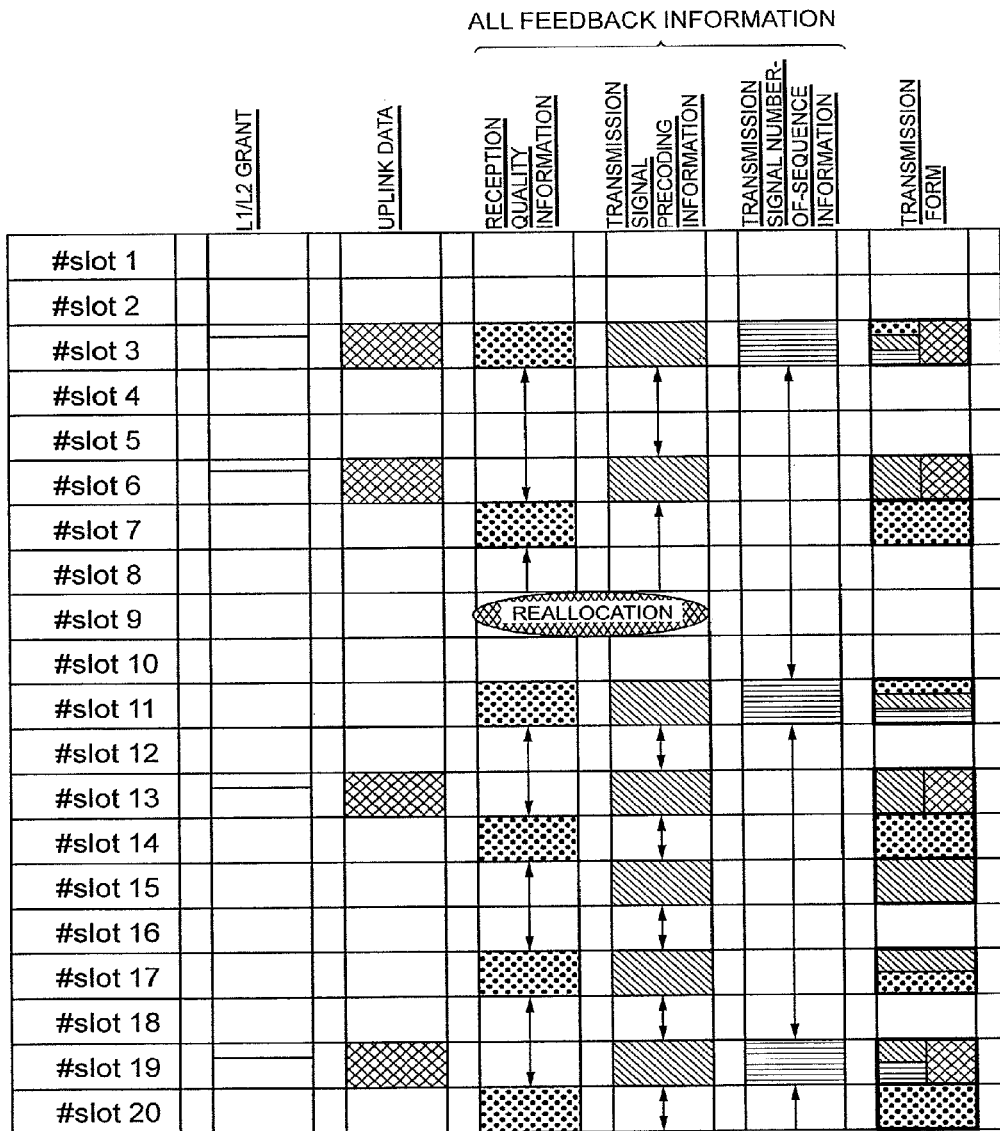 ALL FEEDBACK INFORMATION
L1/L2 GRANT
UPLINK DATA
RECEPTION
QUALITY
INFORMATION
TRANSMISSION
SIGNAL
PRECODING
INFORMATION
TRANSMISSION
SIGNAL NUMBER-
OF-SEQUENCE
INFORMATION
TRANSMISSION
FORM
#slot 1
#slot 2
#slot 3
#slot 4
#slot 5
#slot 6
#slot 7
#slot 8
#slot 9
REALLOCATION
#slot 10
#slot 11
#slot 12
#slot 13
#slot 14
#slot 15
#slot 16
#slot 17
#slot 18
#slot 19
#slot 20